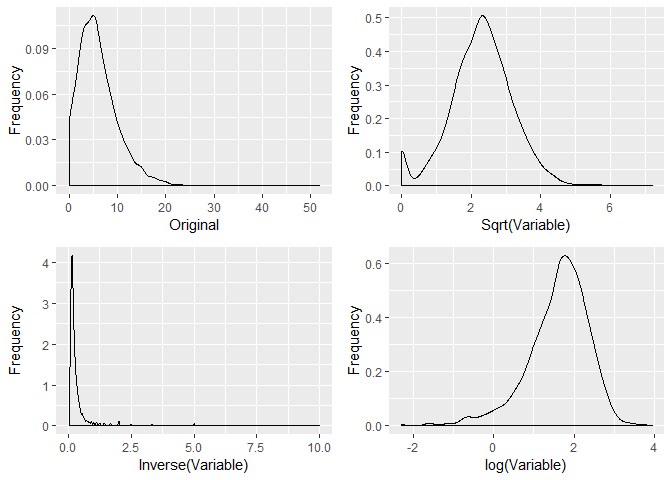 Frequency
0.09
0.06
0.03
0.00
0 10 20 30 40 50
Original
Frequency
0.5
0.4
0.3
0.2
0.1
0.0
0 2 4 6
Sqrt(Variable)
Frequency
4
3
2
1
0
0.0 2.5 5.0 7.5 10.0
Inverse(Variable)
Frequency
0.6
0.4
0.2
0.0
-2 0 2 4
log(Variable)